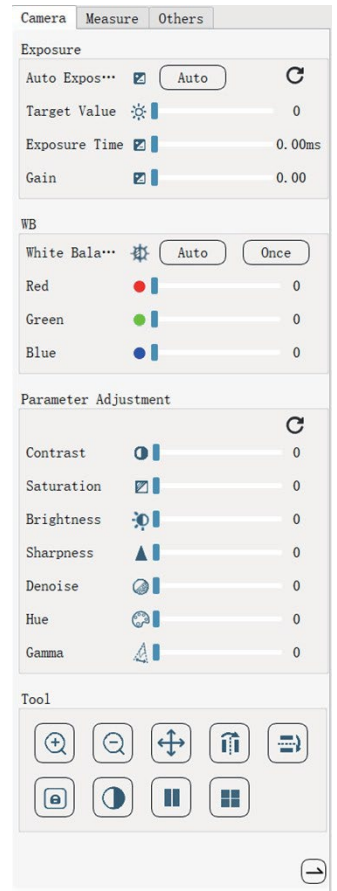 Camera Measure Others
Exposure
Auto Expos··· Auto
Target Value 0
Exposure Time 0.00ms
Gain 0.00
WB
White Bala··· Auto Once
Red 0
Green 0
Blue 0
Parameter Adjustment
Contrast 0
Saturation 0
Brightness 0
Sharpness 0
Denoise 0
Hue 0
Gamma 0
Tool